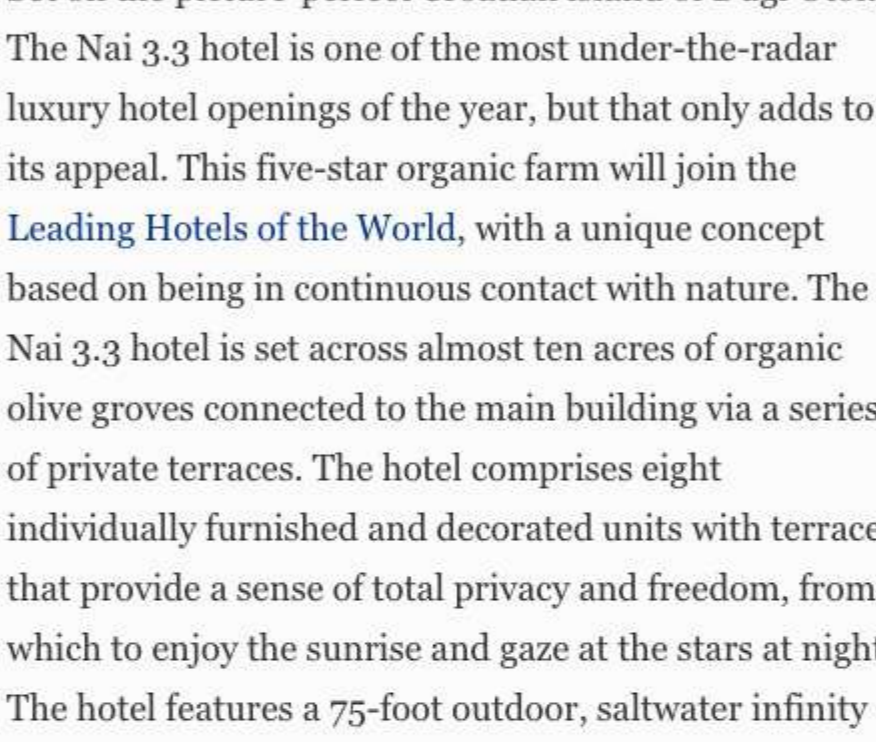 The Nai 3.3 hotel is one of the most under-the-radar
luxury hotel openings of the year, but that only adds to
its appeal. This five-star organic farm will join the
Leading Hotels of the World, with a unique concept
based on being in continuous contact with nature. The
Nai 3.3 hotel is set across almost ten acres of organic
olive groves connected to the main building via a series
of private terraces. The hotel comprises eight
individually furnished and decorated units with terrace
that provide a sense of total privacy and freedom, from
which to enjoy the sunrise and gaze at the stars at night
The hotel features a 75-foot outdoor, saltwater infinity